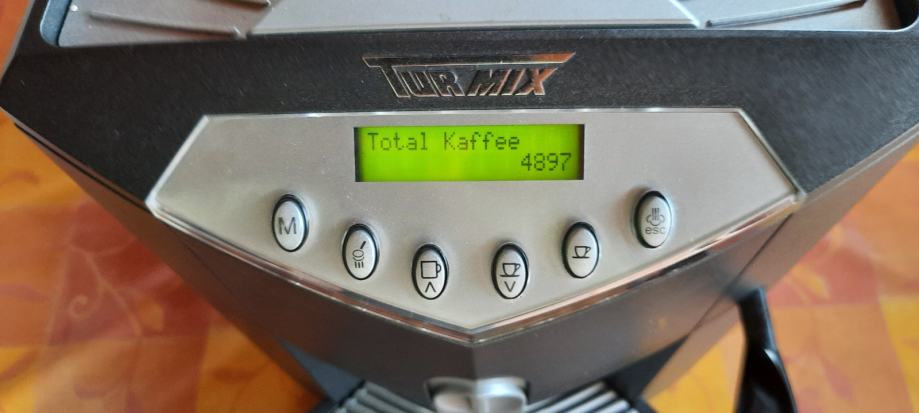 TURMIX
Total Kaffee
4897
M
esc